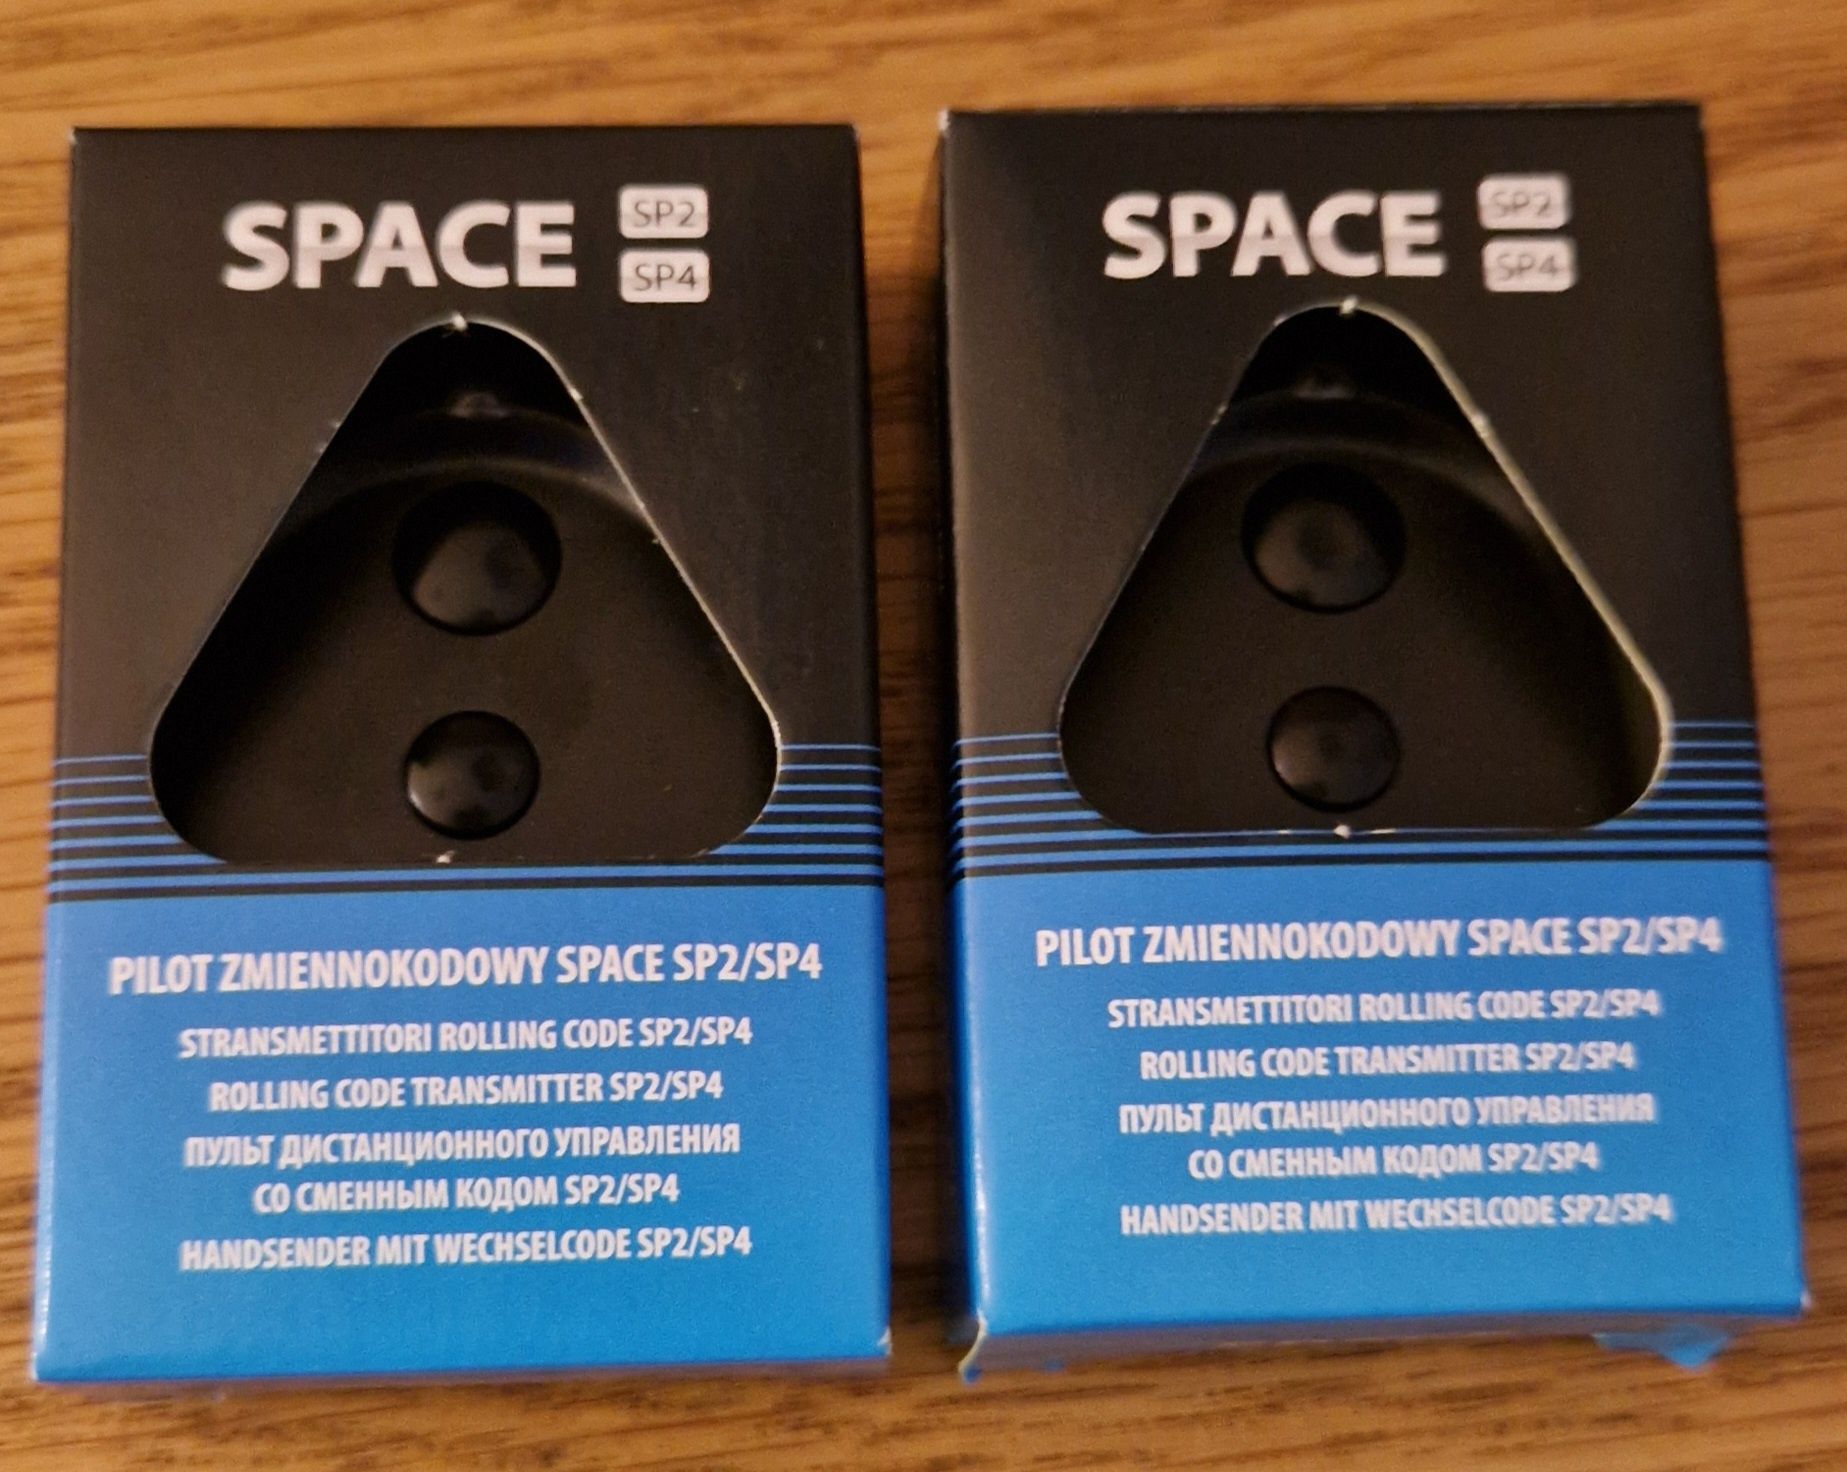 SPACE SP2
SP4
PILOT ZMIENNOKODOWY SPACE SP2/SP4
STRANSMETTITORI ROLLING CODE SP2/SP4
ROLLING CODE TRANSMITTER SP2/SP4
ПУЛЬТ ДИСТАНЦИОННОГО УПРАВЛЕНИЯ
СО СМЕННЫМ КОДОМ SP2/SP4
HANDSENDER MIT WECHSELCODE SP2/SP4
SPACE SP2
SP4
PILOT ZMIENNOKODOWY SPACE SP2/SP4
STRANSMETTITORI ROLLING CODE SP2/SP4
ROLLING CODE TRANSMITTER SP2/SP4
ПУЛЬТ ДИСТАНЦИОННОГО УПРАВЛЕНИЯ
СО СМЕННЫМ КОДОМ SP2/SP4
HANDSENDER MIT WECHSELCODE SP2/SP4